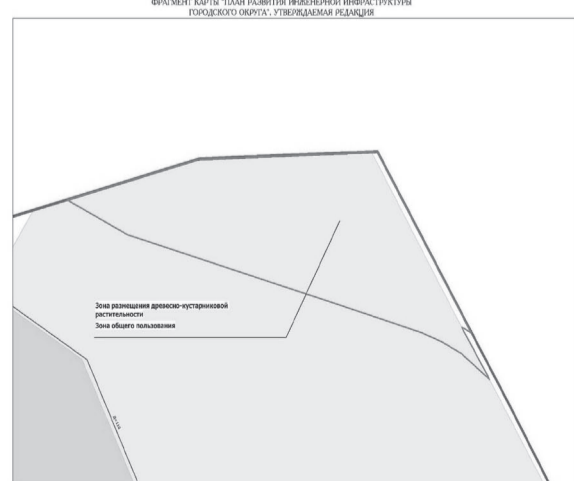 ФРАГМЕНТ КАРТЫ "ПЛАН РАЗВИТИЯ ИНЖЕНЕРНОЙ ИНФРАСТРУКТУРЫ
ГОРОДСКОГО ОКРУГА". УТВЕРЖДАЕМАЯ РЕДАКЦИЯ
Зона размещения древесно-кустарниковой
растительности
Зона общего пользования